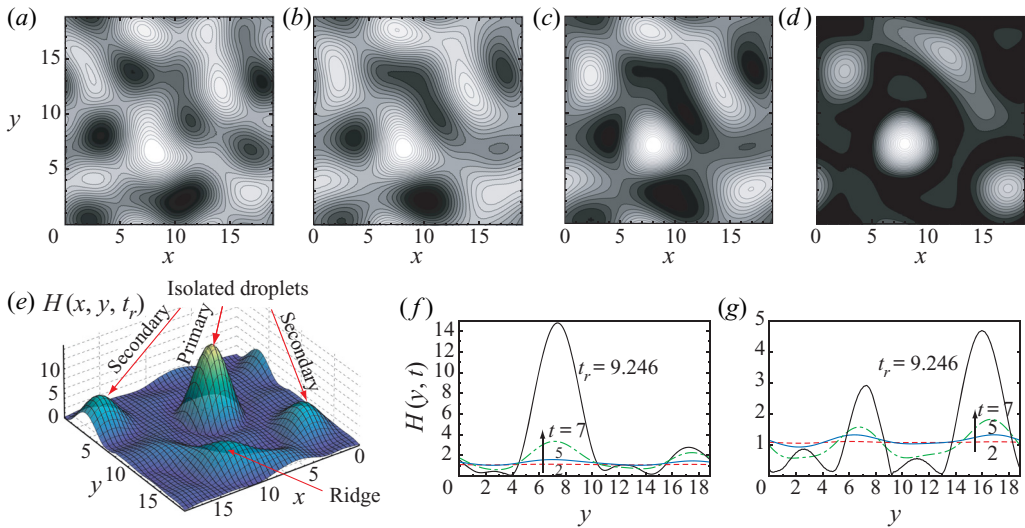 (a) (b) (c) (d)
15
10
y
5
0
0 5 10 15
x
0 5 10 15
x
0 5 10 15
x
0 5 10 15
x
(e) H(x, y, t_r)
Isolated droplets
Secondary
Primary
Secondary
10
5
0
5
10
15
y
15
10
5
0
x
Ridge
(f)
14
12
10
8
6
4
2
H(y, t)
t_r = 9.246
t = 7
5
2
0 2 4 6 8 10 12 14 16 18
y
(g)
5
4
3
2
1
t_r = 9.246
t = 7
5
2
0 2 4 6 8 10 12 14 16 18
y